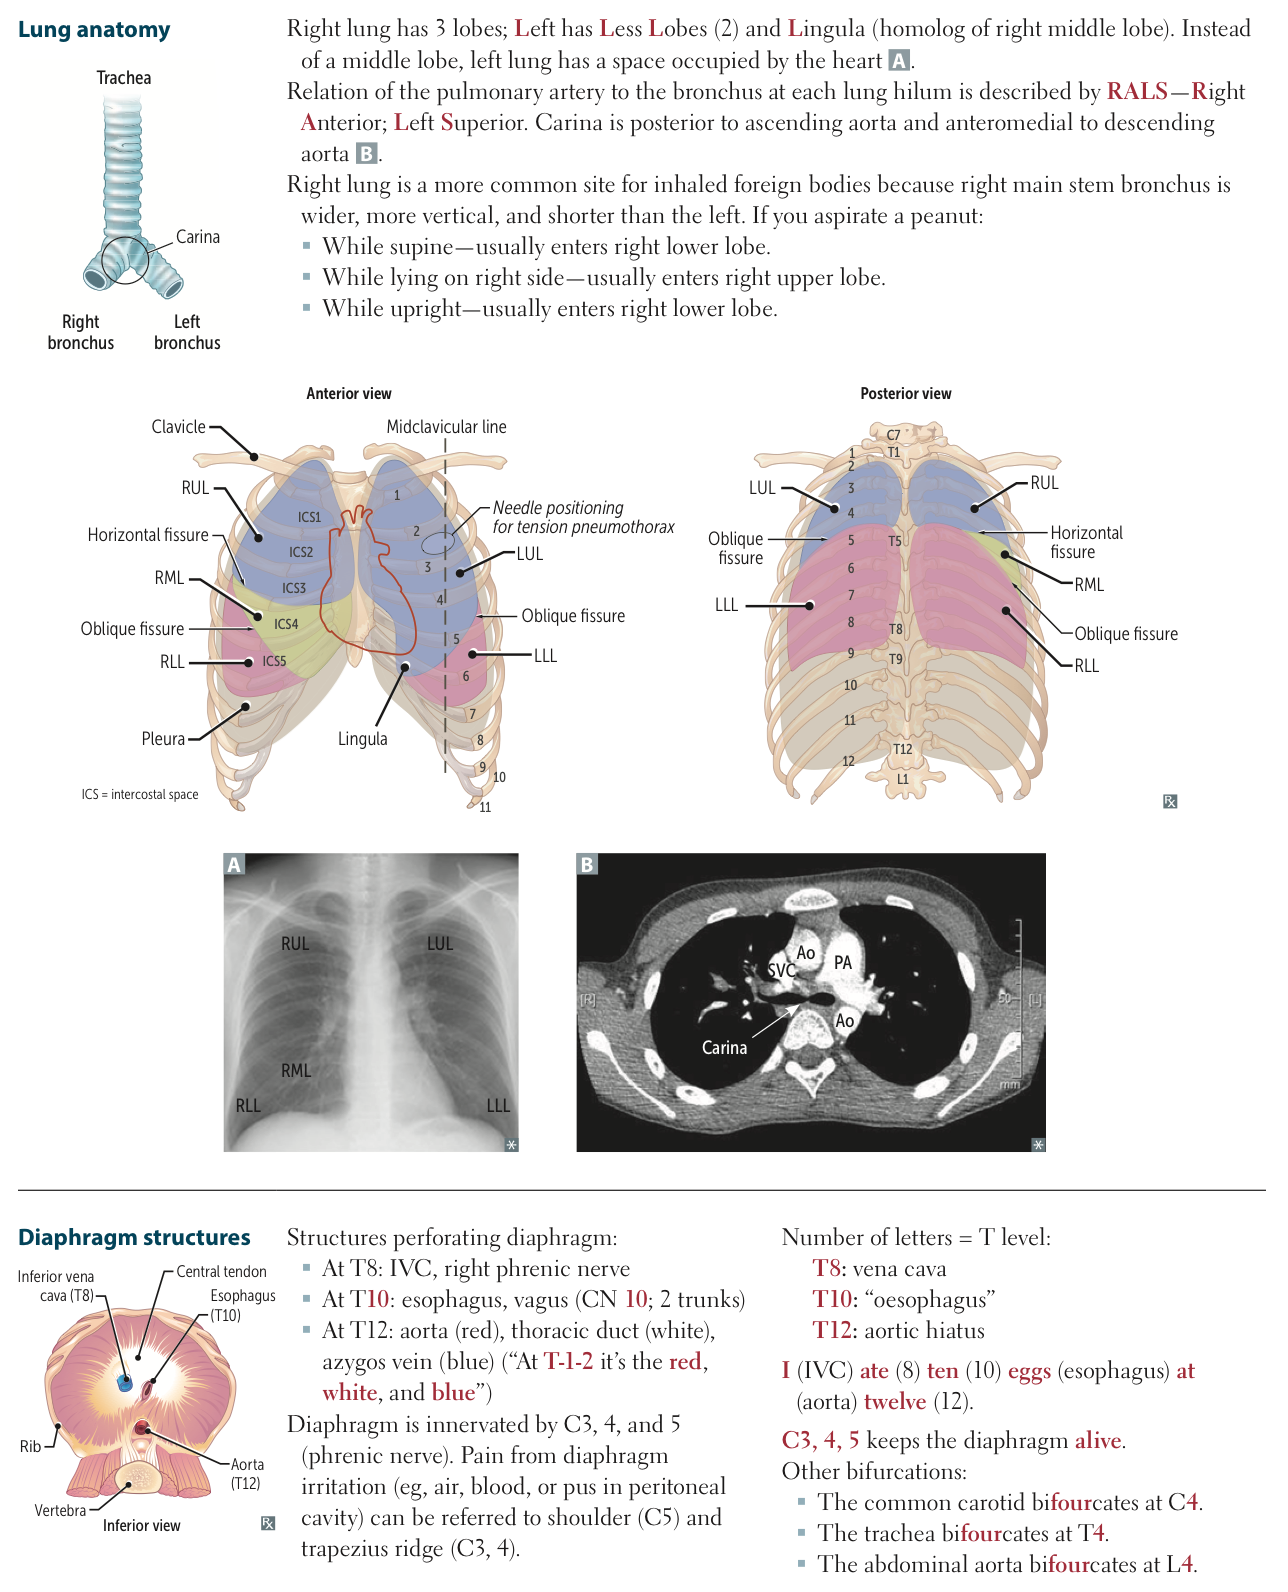 Lung anatomy
Right lung has 3 lobes; Left has Less Lobes (2) and Lingula (homolog of right middle lobe). Instead
of a middle lobe, left lung has a space occupied by the heart A.
Relation of the pulmonary artery to the bronchus at each lung hilum is described by RALS—Right
Anterior; Left Superior. Carina is posterior to ascending aorta and anteromedial to descending
aorta B.
Right lung is a more common site for inhaled foreign bodies because right main stem bronchus is
wider, more vertical, and shorter than the left. If you aspirate a peanut:
▪ While supine—usually enters right lower lobe.
▪ While lying on right side—usually enters right upper lobe.
▪ While upright—usually enters right lower lobe.
Trachea
Carina
Right
bronchus
Left
bronchus
Anterior view
Clavicle
Midclavicular line
RUL
Needle positioning
for tension pneumothorax
Horizontal fissure
LUL
RML
Oblique fissure
Oblique fissure
RLL
LLL
Pleura
Lingula
ICS1
ICS2
ICS3
ICS4
ICS5
1
2
3
4
5
6
7
8
9
10
11
ICS = intercostal space
Posterior view
C7
T1
1
2
3
4
5
6
7
8
9
10
11
12
T5
T8
T9
T12
L1
LUL
RUL
Oblique
fissure
Horizontal
fissure
RML
LLL
Oblique fissure
RLL
Rx
A
RUL
LUL
RML
RLL
LLL
B
Ao
SVC
PA
[R]
50
[L]
Ao
Carina
mm
Diaphragm structures
Inferior vena
cava (T8)
Central tendon
Esophagus
(T10)
Rib
Aorta
(T12)
Vertebra
Inferior view
Rx
Structures perforating diaphragm:
▪ At T8: IVC, right phrenic nerve
▪ At T10: esophagus, vagus (CN 10; 2 trunks)
▪ At T12: aorta (red), thoracic duct (white),
azygos vein (blue) (“At T-1-2 it’s the red,
white, and blue”)
Diaphragm is innervated by C3, 4, and 5
(phrenic nerve). Pain from diaphragm
irritation (eg, air, blood, or pus in peritoneal
cavity) can be referred to shoulder (C5) and
trapezius ridge (C3, 4).
Number of letters = T level:
T8: vena cava
T10: “oesophagus”
T12: aortic hiatus
I (IVC) ate (8) ten (10) eggs (esophagus) at
(aorta) twelve (12).
C3, 4, 5 keeps the diaphragm alive.
Other bifurcations:
▪ The common carotid bifourcates at C4.
▪ The trachea bifourcates at T4.
▪ The abdominal aorta bifourcates at L4.